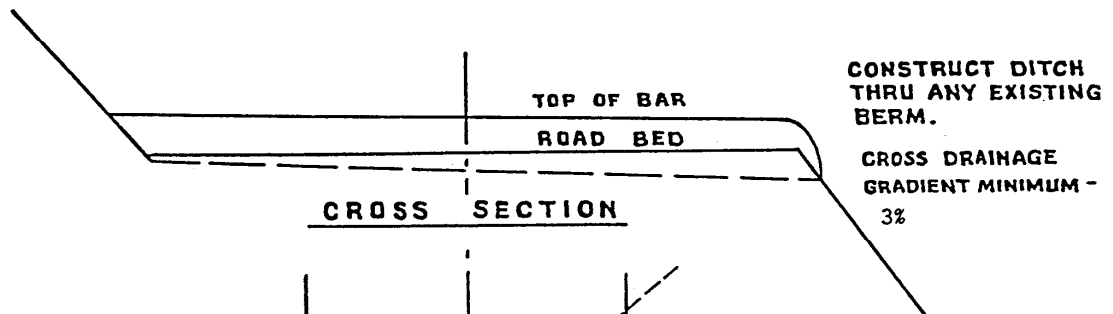 TOP OF BAR
ROAD BED
CROSS SECTION
CONSTRUCT DITCH
THRU ANY EXISTING
BERM.
CROSS DRAINAGE
GRADIENT MINIMUM -
3%